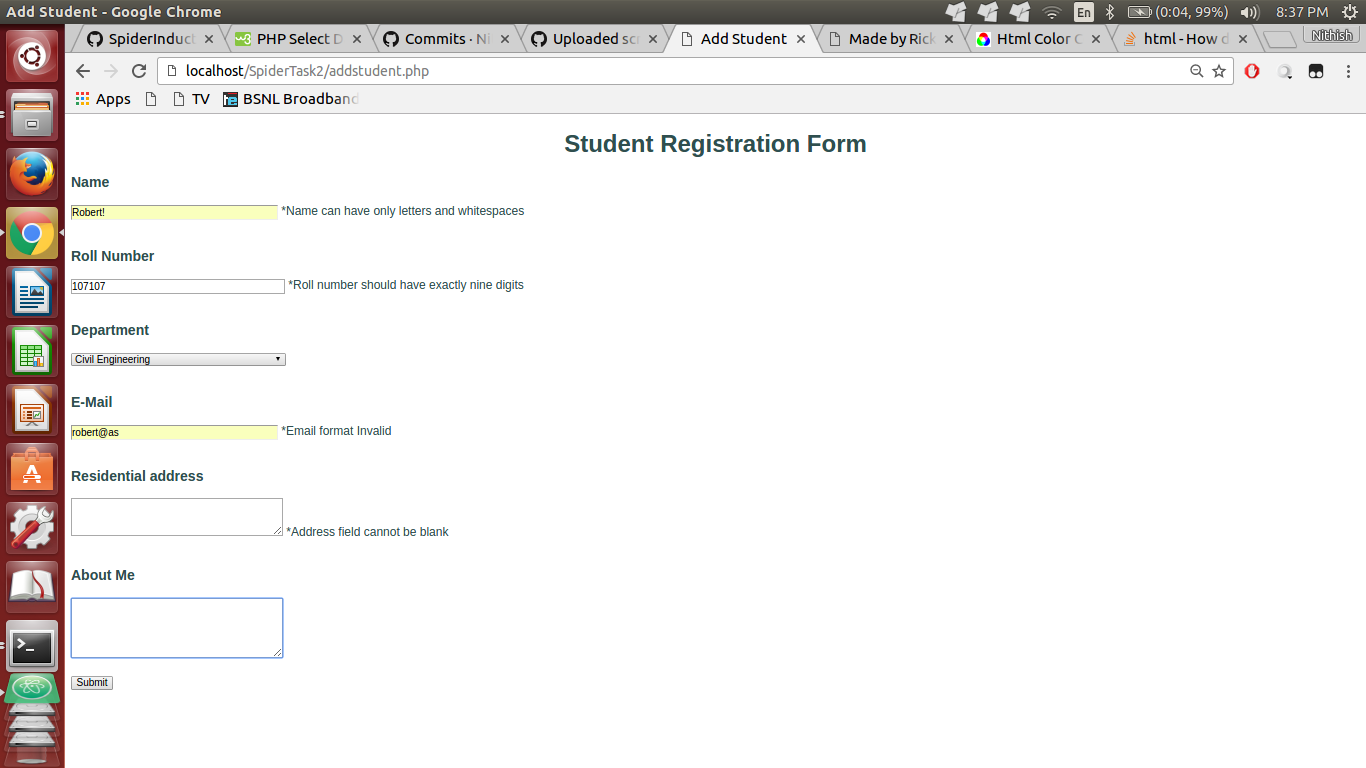 Add Student - Google Chrome
En (0:04, 99%) 8:37 PM
SpiderInduct PHP Select D Commits · Ni Uploaded scr Add Student Made by Rick Html Color C html - How d Nithish
localhost/SpiderTask2/addstudent.php
Apps TV BSNL Broadband
Student Registration Form
Name
Robert! *Name can have only letters and whitespaces
Roll Number
107107 *Roll number should have exactly nine digits
Department
Civil Engineering
E-Mail
robert@as *Email format Invalid
Residential address
*Address field cannot be blank
About Me
Submit